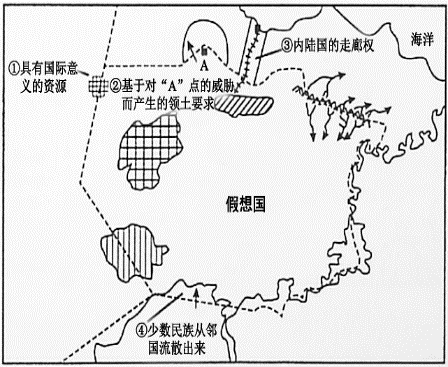 海洋
①具有国际意
义的资源
A
②基于对“A”点的威胁
而产生的领土要求
③内陆国的走廊权
假想国
④少数民族从邻
国流散出来